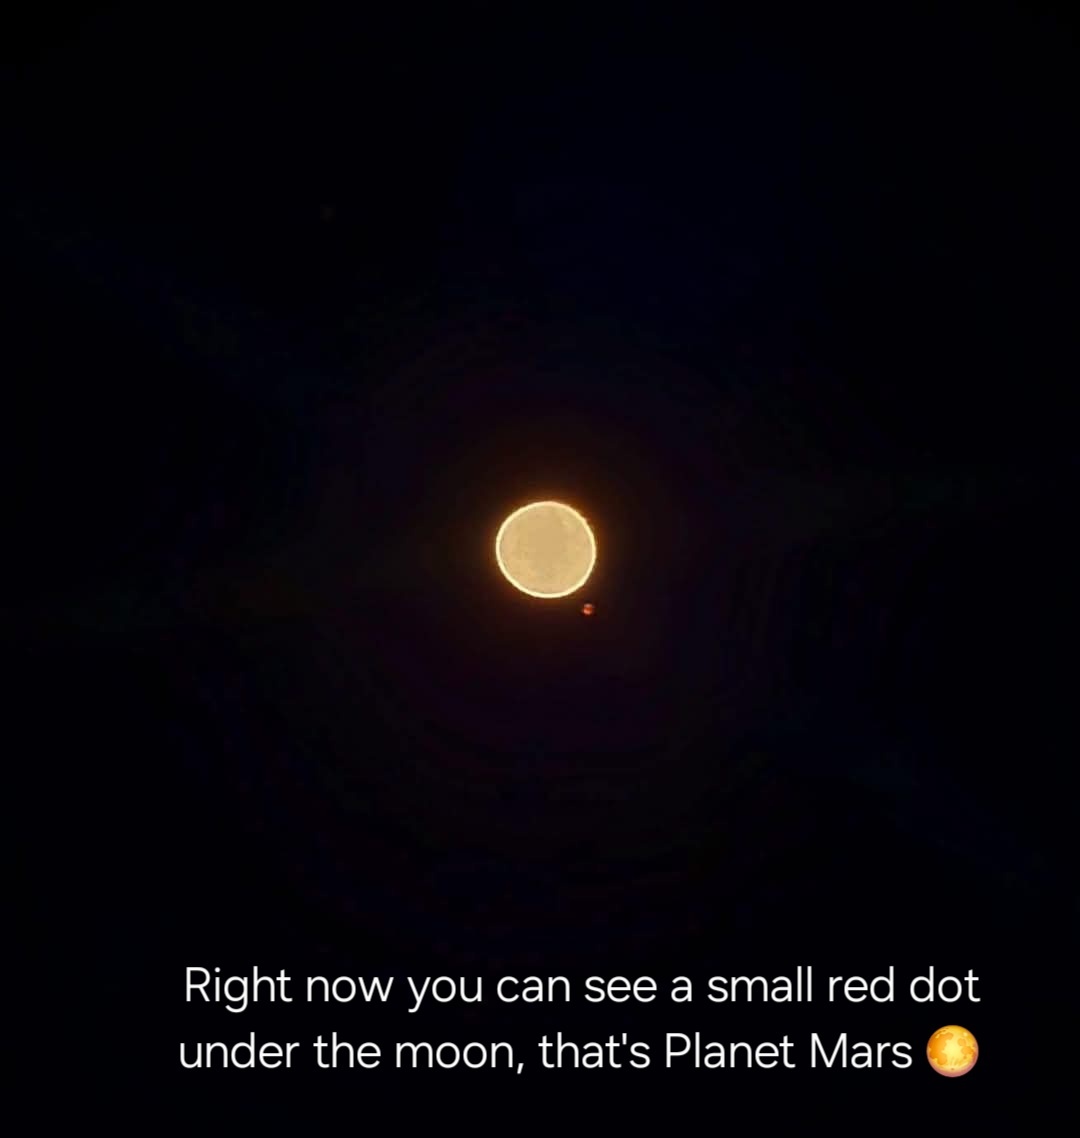 Right now you can see a small red dot
under the moon, that's Planet Mars 🌕